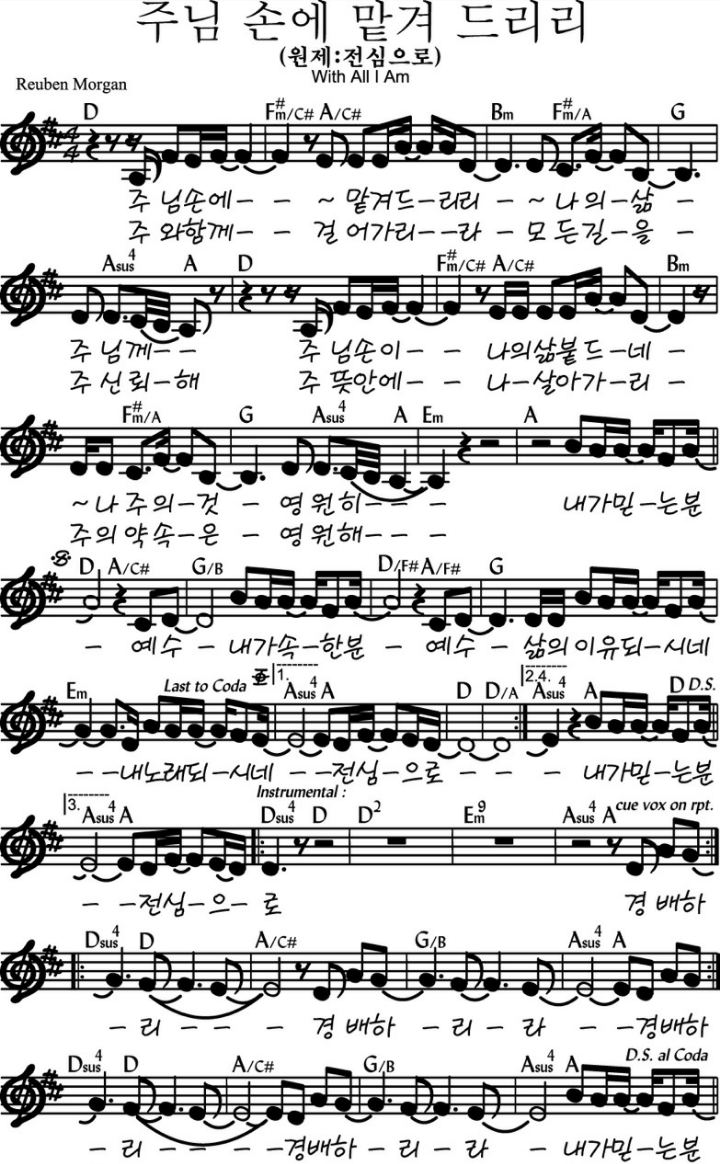 주님 손에 맡겨 드리리
(원제:전심으로)
With All I Am
Reuben Morgan
D F#m/C# A/C# Bm F#m/A G
주 님손에- - ~ 맡겨드-리리 - ~ 나 의-삶 -
주 와함께- - 걸 어가리--라 - 모 든길-을 -
Asus4 A D F#m/C# A/C# Bm
주 님께- - 주 님손이 - - 나의삶붙 드-네 -
주 신뢰-해 주 뜻안에- - 나-살아가-리 -
F#m/A G Asus4 A Em A
~ 나 주의-것 - 영 원히- - - 내가믿-는분
주의 약 속-은 - 영 원해- - -
D A/C# G/B D/F# A/F# G
- 예수 - 내가속-한분 - 예수 - 삶의 이유되-시네
Em Last to Coda 1. Asus4 A D D/A 2.4. Asus4 A D D.S.
- -내노래되-시네 - -전심-으로 - - - - 내가믿-는분
Instrumental :
3. Asus4 A Dsus4 D D2 Em9 Asus4 A cue vox on rpt.
- -전심-으- 로 경 배하
Dsus4 D A/C# G/B Asus4 A
- 리 - - - 경 배하 - 리 - 라 - -경배하
Dsus4 D A/C# G/B Asus4 A D.S. al Coda
- 리 - - - -경배하 - 리 - 라 - 내가믿-는분